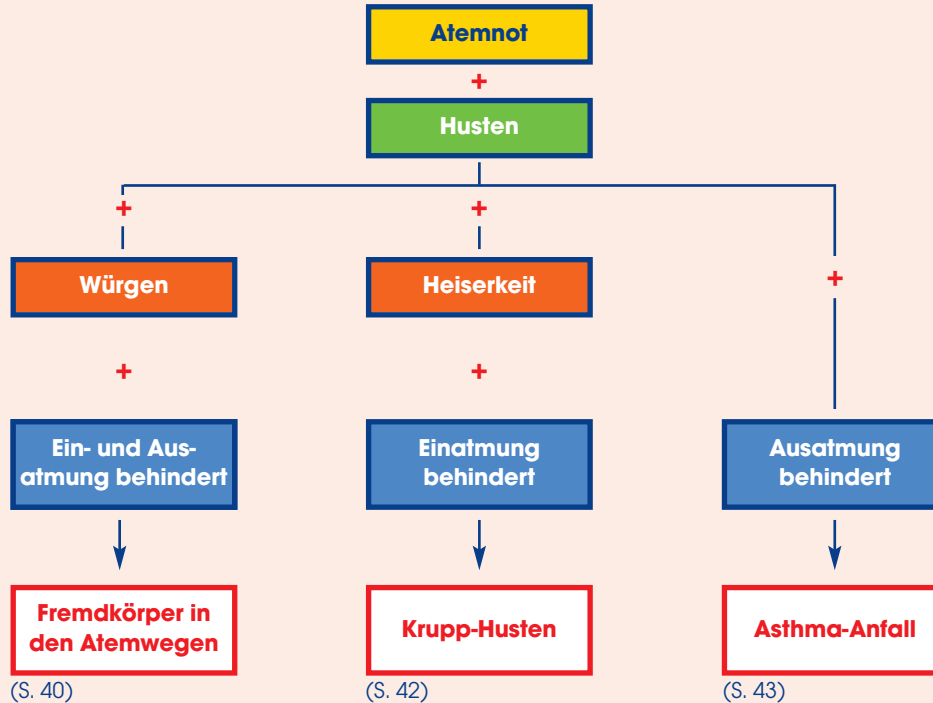 Atemnot
+
Husten
+
+
+
Würgen
Heiserkeit
+
+
Ein- und Aus-
atmung behindert
Einatmung
behindert
Ausatmung
behindert
Fremdkörper in
den Atemwegen
Krupp-Husten
Asthma-Anfall
(S. 40)
(S. 42)
(S. 43)